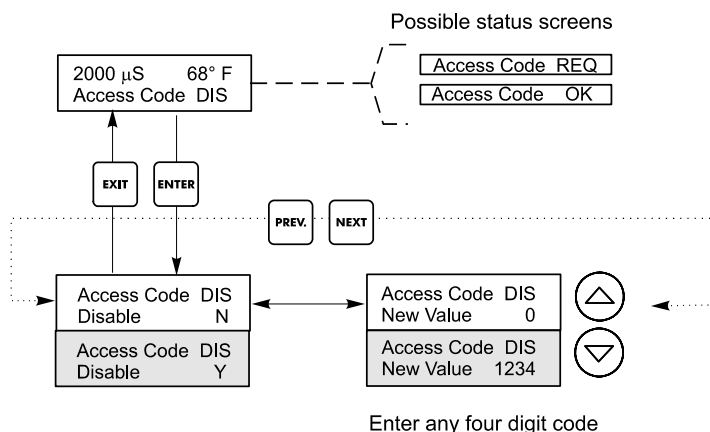 Possible status screens
2000 µS 68° F
Access Code DIS
Access Code REQ
Access Code OK
EXIT
ENTER
PREV.
NEXT
Access Code DIS
Disable N
Access Code DIS
Disable Y
Access Code DIS
New Value 0
Access Code DIS
New Value 1234
Enter any four digit code